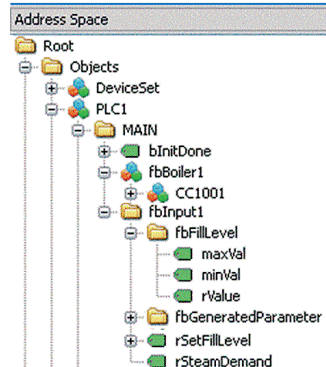 Address Space
Root
Objects
DeviceSet
PLC1
MAIN
bInitDone
fbBoiler1
CC1001
fbInput1
fbFillLevel
maxVal
minVal
rValue
fbGeneratedParameter
rSetFillLevel
rSteamDemand